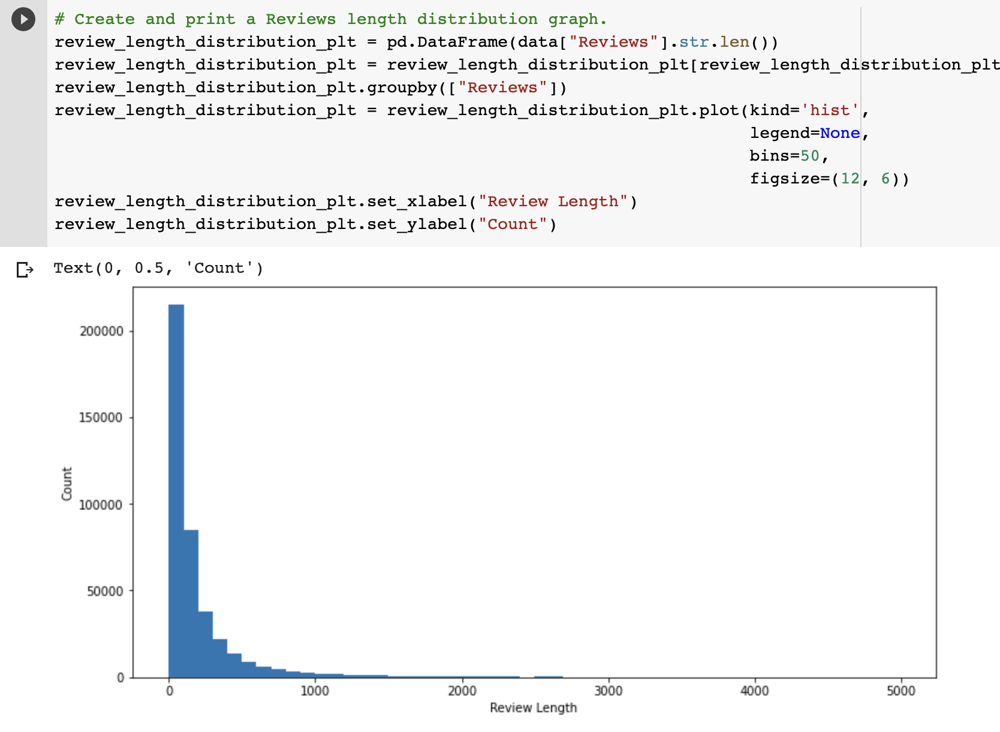 # Create and print a Reviews length distribution graph.
review_length_distribution_plt = pd.DataFrame(data["Reviews"].str.len())
review_length_distribution_plt = review_length_distribution_plt[review_length_distribution_plt
review_length_distribution_plt.groupby(["Reviews"])
review_length_distribution_plt = review_length_distribution_plt.plot(kind='hist',
legend=None,
bins=50,
figsize=(12, 6))
review_length_distribution_plt.set_xlabel("Review Length")
review_length_distribution_plt.set_ylabel("Count")
Text(0, 0.5, 'Count')
200000
150000
100000
50000
0
Count
0 1000 2000 3000 4000 5000
Review Length